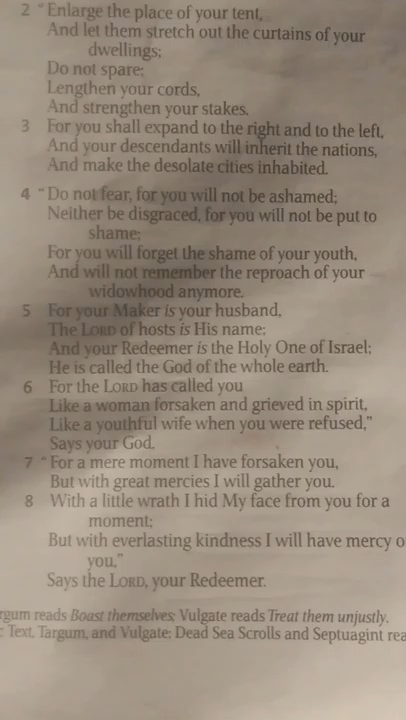 2 "Enlarge the place of your tent,
And let them stretch out the curtains of your
dwellings;
Do not spare;
Lengthen your cords,
And strengthen your stakes.
3 For you shall expand to the right and to the left,
And your descendants will inherit the nations,
And make the desolate cities inhabited.
4 "Do not fear, for you will not be ashamed;
Neither be disgraced, for you will not be put to
shame;
For you will forget the shame of your youth,
And will not remember the reproach of your
widowhood anymore.
5 For your Maker is your husband,
The LORD of hosts is His name;
And your Redeemer is the Holy One of Israel;
He is called the God of the whole earth.
6 For the LORD has called you
Like a woman forsaken and grieved in spirit,
Like a youthful wife when you were refused,"
Says your God.
7 "For a mere moment I have forsaken you,
But with great mercies I will gather you.
8 With a little wrath I hid My face from you for a
moment;
But with everlasting kindness I will have mercy o
you,"
Says the LORD, your Redeemer.
rgum reads Boast themselves; Vulgate reads Treat them unjustly.
Text, Targum, and Vulgate; Dead Sea Scrolls and Septuagint rea